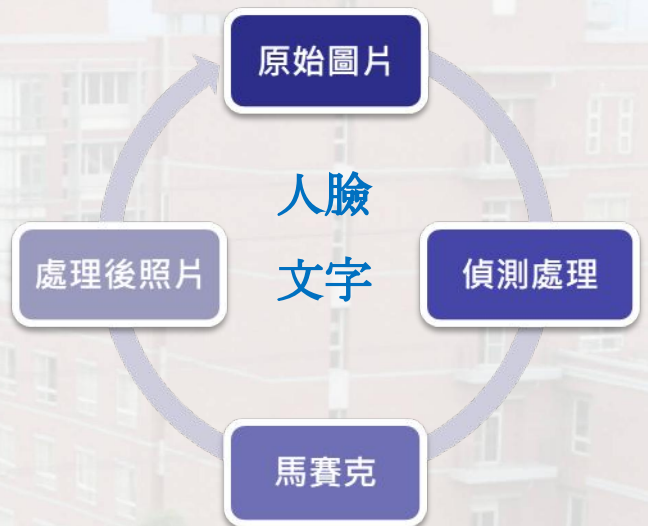 原始圖片
人臉
文字
處理後照片
偵測處理
馬賽克